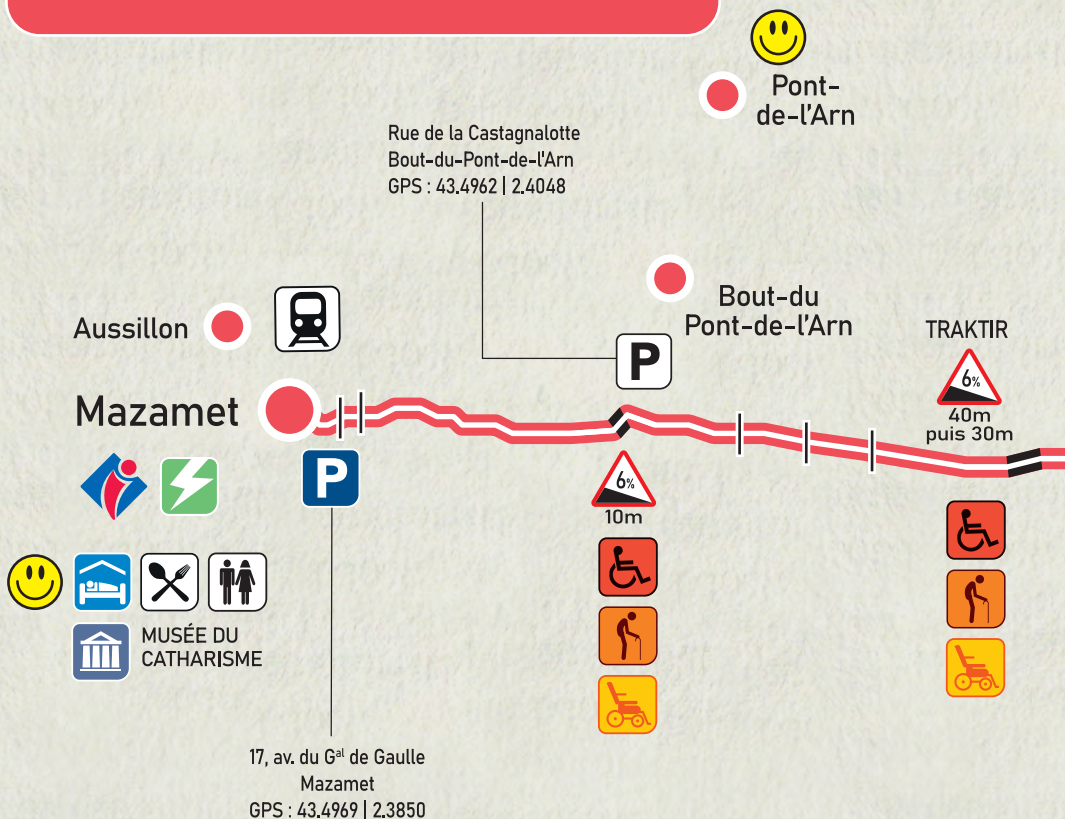 Pont-
de-l'Arn
Rue de la Castagnalotte
Bout-du-Pont-de-l'Arn
GPS : 43.4962 | 2.4048
Bout-du
Pont-de-l'Arn
Aussillon
P
TRAKTIR
6%
40m
puis 30m
Mazamet
P
6%
10m
MUSÉE DU
CATHARISME
17, av. du Gal de Gaulle
Mazamet
GPS : 43.4969 | 2.3850